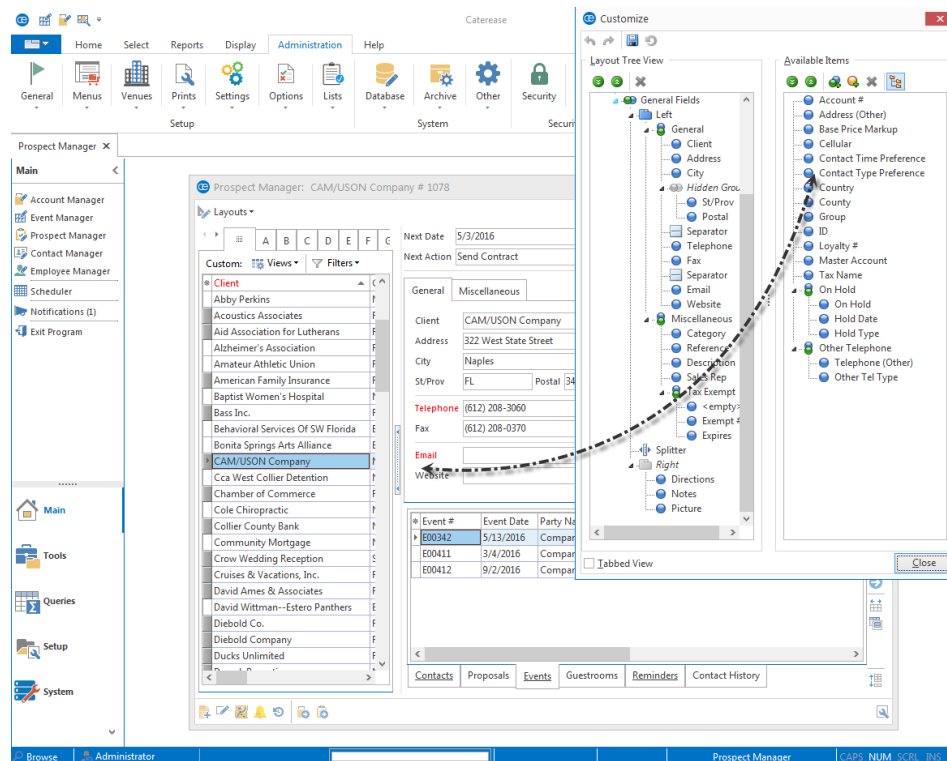 Caterease
Customize
Home Select Reports Display Administration Help
General Menus Venues Prints Settings Options Lists Database Archive Other Security
Setup System Securi
Prospect Manager
Main
Account Manager
Event Manager
Prospect Manager
Contact Manager
Employee Manager
Scheduler
Notifications (1)
Exit Program
Main
Tools
Queries
Setup
System
Prospect Manager: CAM/USON Company # 1078
Layouts
A B C D E F G
Custom: Views Filters
Client
Abby Perkins
Acoustics Associates
Aid Association for Lutherans
Alzheimer's Association
Amateur Athletic Union
American Family Insurance
Baptist Women's Hospital
Bass Inc.
Behavioral Services Of SW Florida
Bonita Springs Arts Alliance
CAM/USON Company
Cca West Collier Detention
Chamber of Commerce
Cole Chiropractic
Collier County Bank
Community Mortgage
Crow Wedding Reception
Cruises & Vacations, Inc.
David Ames & Associates
David Wittman--Estero Panthers
Diebold Co.
Diebold Company
Ducks Unlimited
Next Date 5/3/2016
Next Action Send Contract
General Miscellaneous
Client CAM/USON Company
Address 322 West State Street
City Naples
St/Prov FL Postal 34
Telephone (612) 208-3060
Fax (612) 208-0370
Email
Website
Event # Event Date Party Na
E00342 5/13/2016 Compar
E00411 3/4/2016 Compar
E00412 9/2/2016 Compar
Contacts Proposals Events Guestrooms Reminders Contact History
Layout Tree View
General Fields
Left
General
Client
Address
City
Hidden Grou
St/Prov
Postal
Separator
Telephone
Fax
Separator
Email
Website
Miscellaneous
Category
Reference
Description
Sales Rep
Tax Exempt
<empty>
Exempt #
Expires
Splitter
Right
Directions
Notes
Picture
Tabbed View
Available Items
Account #
Address (Other)
Base Price Markup
Cellular
Contact Time Preference
Contact Type Preference
Country
County
Group
ID
Loyalty #
Master Account
Tax Name
On Hold
On Hold
Hold Date
Hold Type
Other Telephone
Telephone (Other)
Other Tel Type
Close
Browse Administrator Prospect Manager CAPS NUM SCRL INS